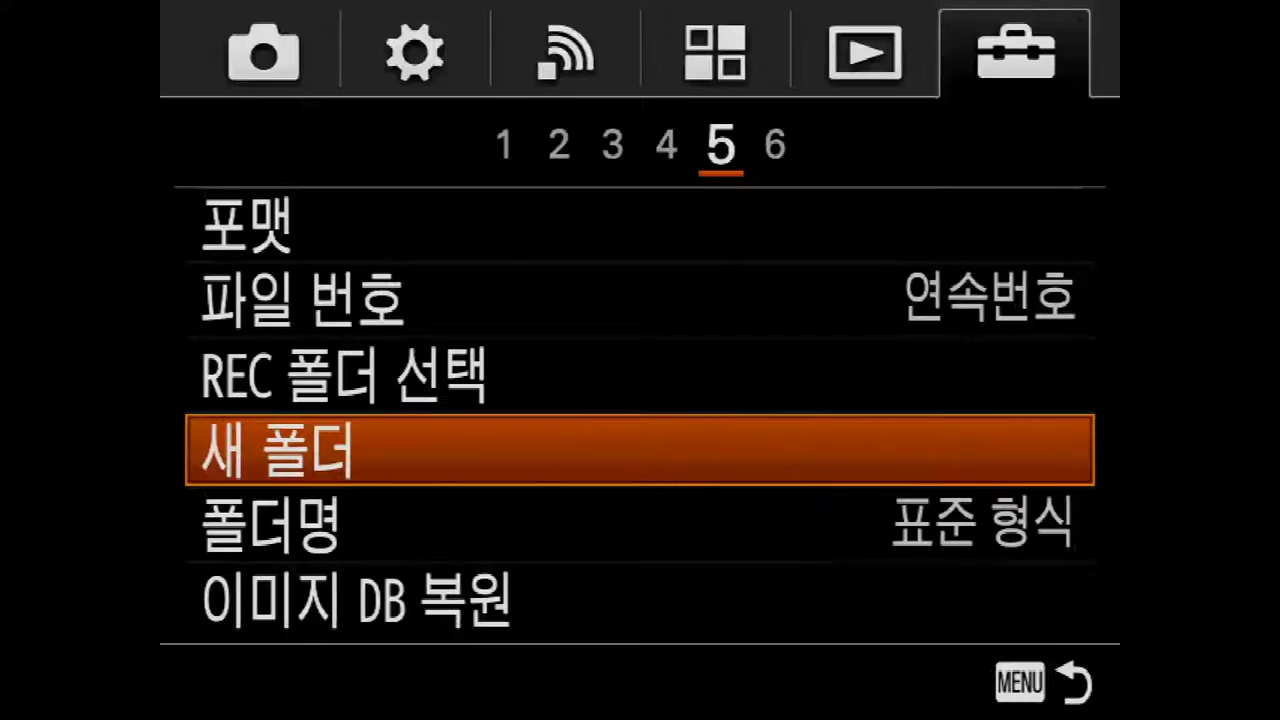 1 2 3 4 5 6
포맷
파일 번호 연속번호
REC 폴더 선택
새 폴더
폴더명 표준 형식
이미지 DB 복원
MENU